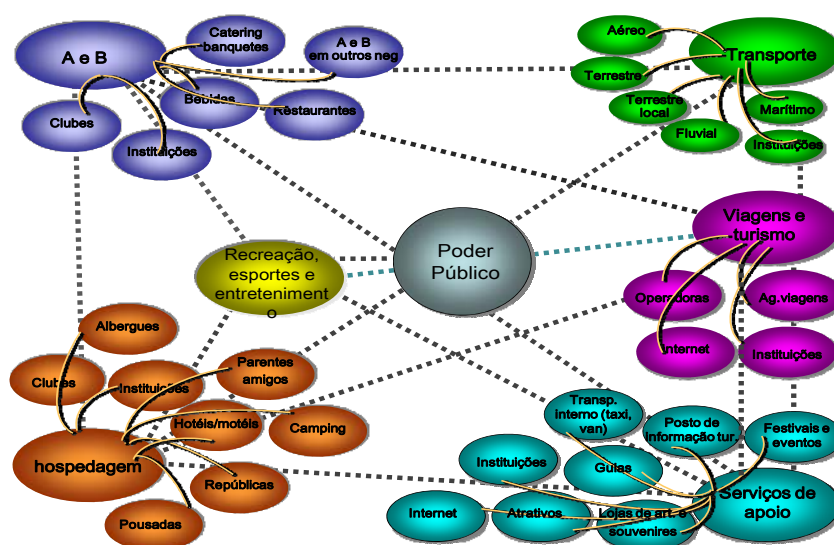 Catering
banquetes
A e B
A e B
em outros neg
Bebidas
Restaurantes
Clubes
Instituições
Aéreo
Transporte
Terrestre
Terrestre
local
Marítimo
Fluvial
Instituições
Viagens e
turismo
Operadoras
Ag.viagens
Internet
Instituições
Poder
Público
Recreação,
esportes e
entreteniment
o
Albergues
Clubes
Instituições
Parentes
amigos
Hotéis/motéis
Camping
hospedagem
Repúblicas
Pousadas
Transp.
interno (taxi,
van)
Posto de
Informação tur.
Festivais e
eventos
Instituições
Guias
Internet
Atrativos
Lojas de art. e
souvenires
Serviços de
apoio